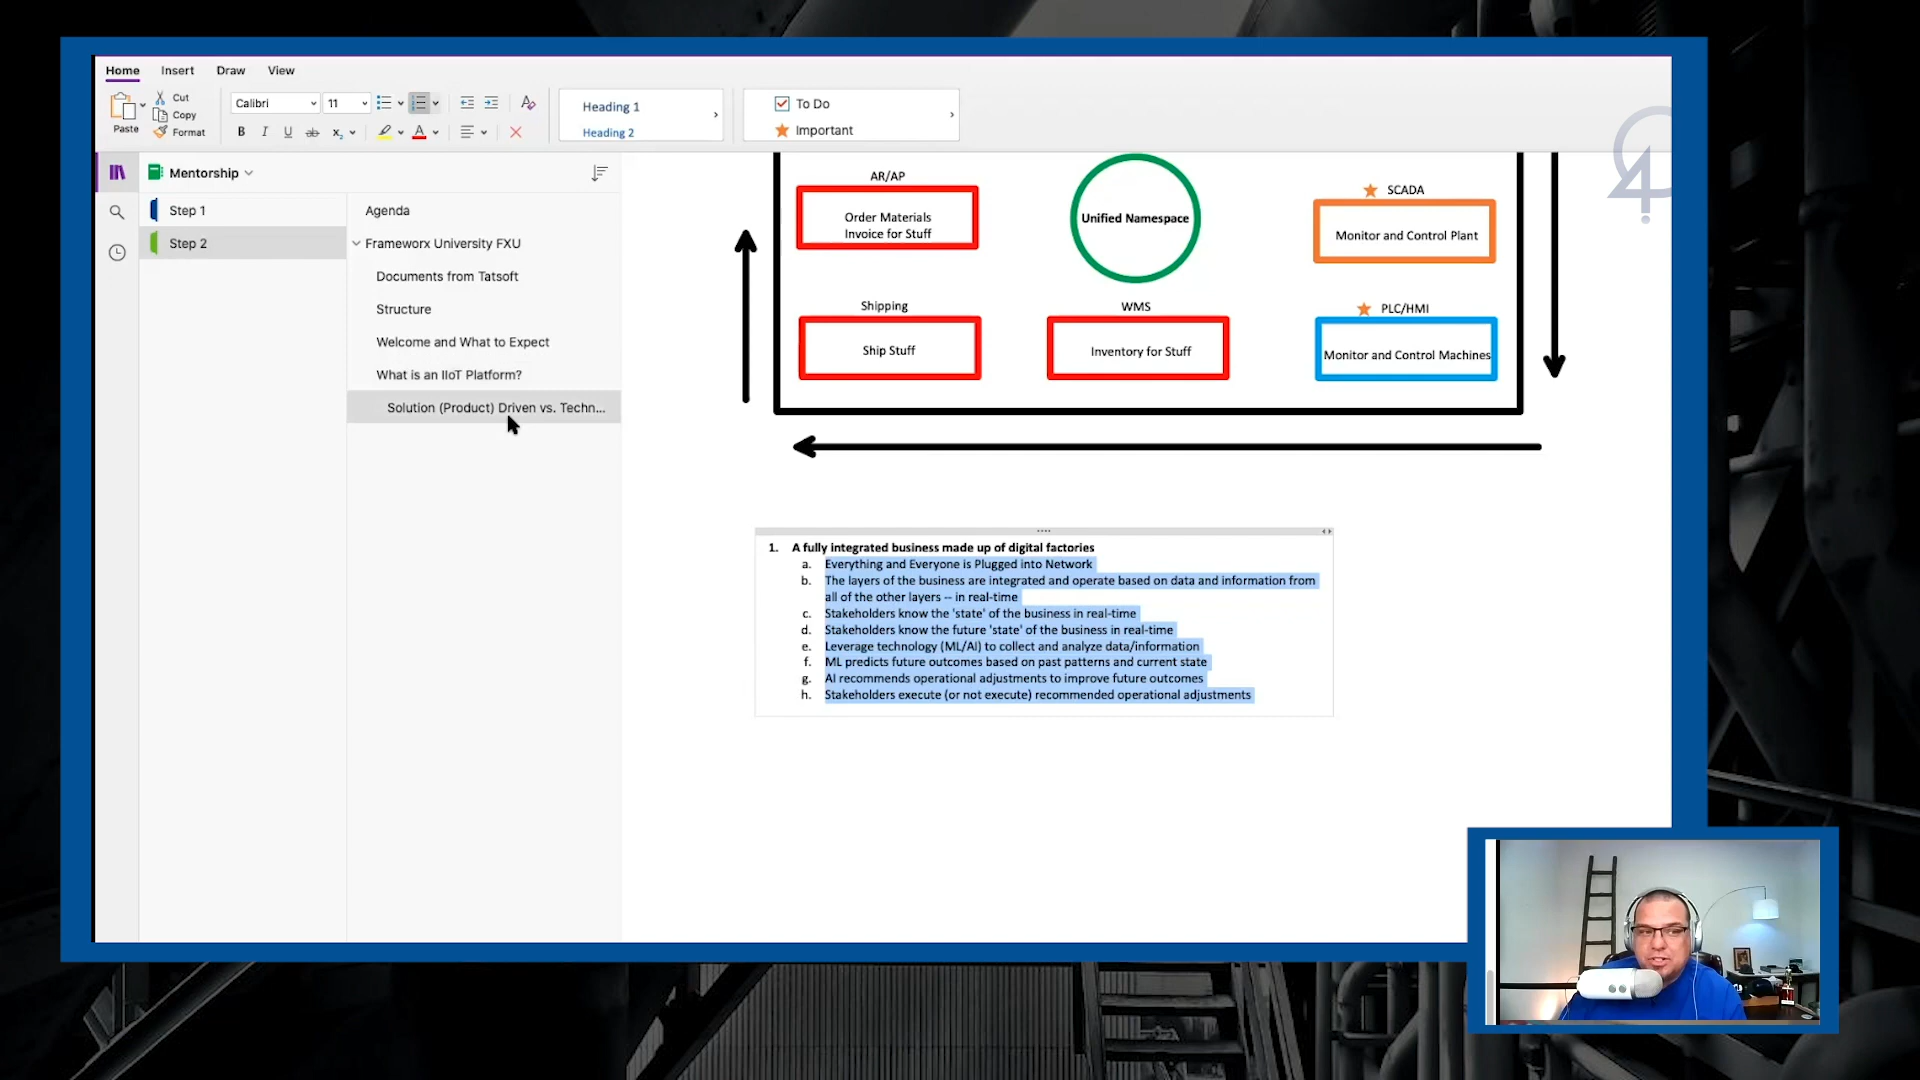 Home Insert Draw View
Paste
Cut
Copy
Format
Calibri 11
B I U ab x
A
Heading 1
Heading 2
To Do
Important
Mentorship
Step 1
Step 2
Agenda
Frameworx University FXU
Documents from Tatsoft
Structure
Welcome and What to Expect
What is an IIoT Platform?
Solution (Product) Driven vs. Techn...
AR/AP
Order Materials
Invoice for Stuff
Unified Namespace
SCADA
Monitor and Control Plant
Shipping
Ship Stuff
WMS
Inventory for Stuff
PLC/HMI
Monitor and Control Machines
1. A fully integrated business made up of digital factories
a. Everything and Everyone is Plugged into Network
b. The layers of the business are integrated and operate based on data and information from
all of the other layers -- in real-time
c. Stakeholders know the 'state' of the business in real-time
d. Stakeholders know the future 'state' of the business in real-time
e. Leverage technology (ML/AI) to collect and analyze data/information
f. ML predicts future outcomes based on past patterns and current state
g. AI recommends operational adjustments to improve future outcomes
h. Stakeholders execute (or not execute) recommended operational adjustments
4